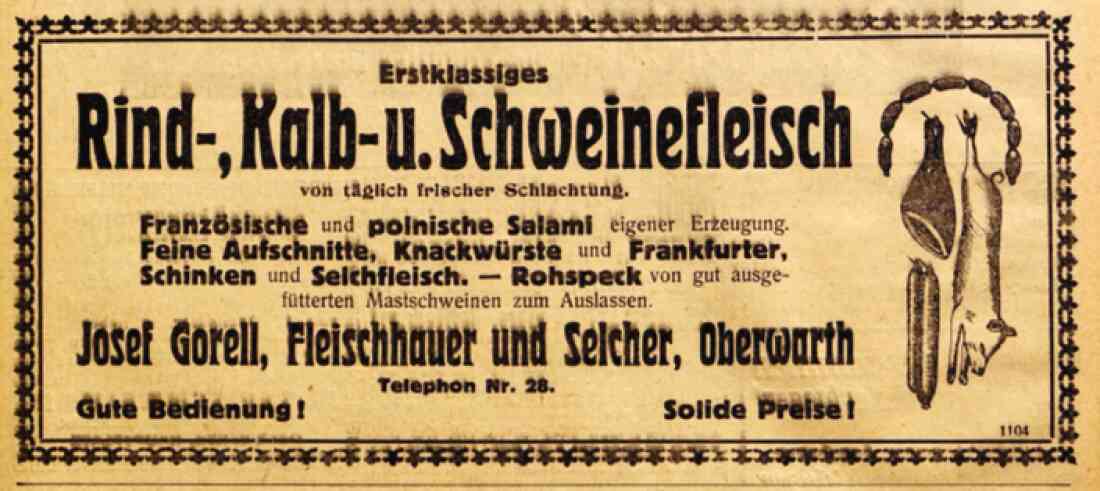 Erstklassiges
Rind-, Kalb- u. Schweinefleisch
von täglich frischer Schlachtung.
Französische und polnische Salami eigener Erzeugung.
Feine Aufschnitte, Knackwürste und Frankfurter,
Schinken und Selchfleisch. — Rohspeck von gut ausge-
fütterten Mastschweinen zum Auslassen.
Josef Gorell, Fleischhauer und Selcher, Oberwarth
Telephon Nr. 28.
Gute Bedienung! Solide Preise!
1104